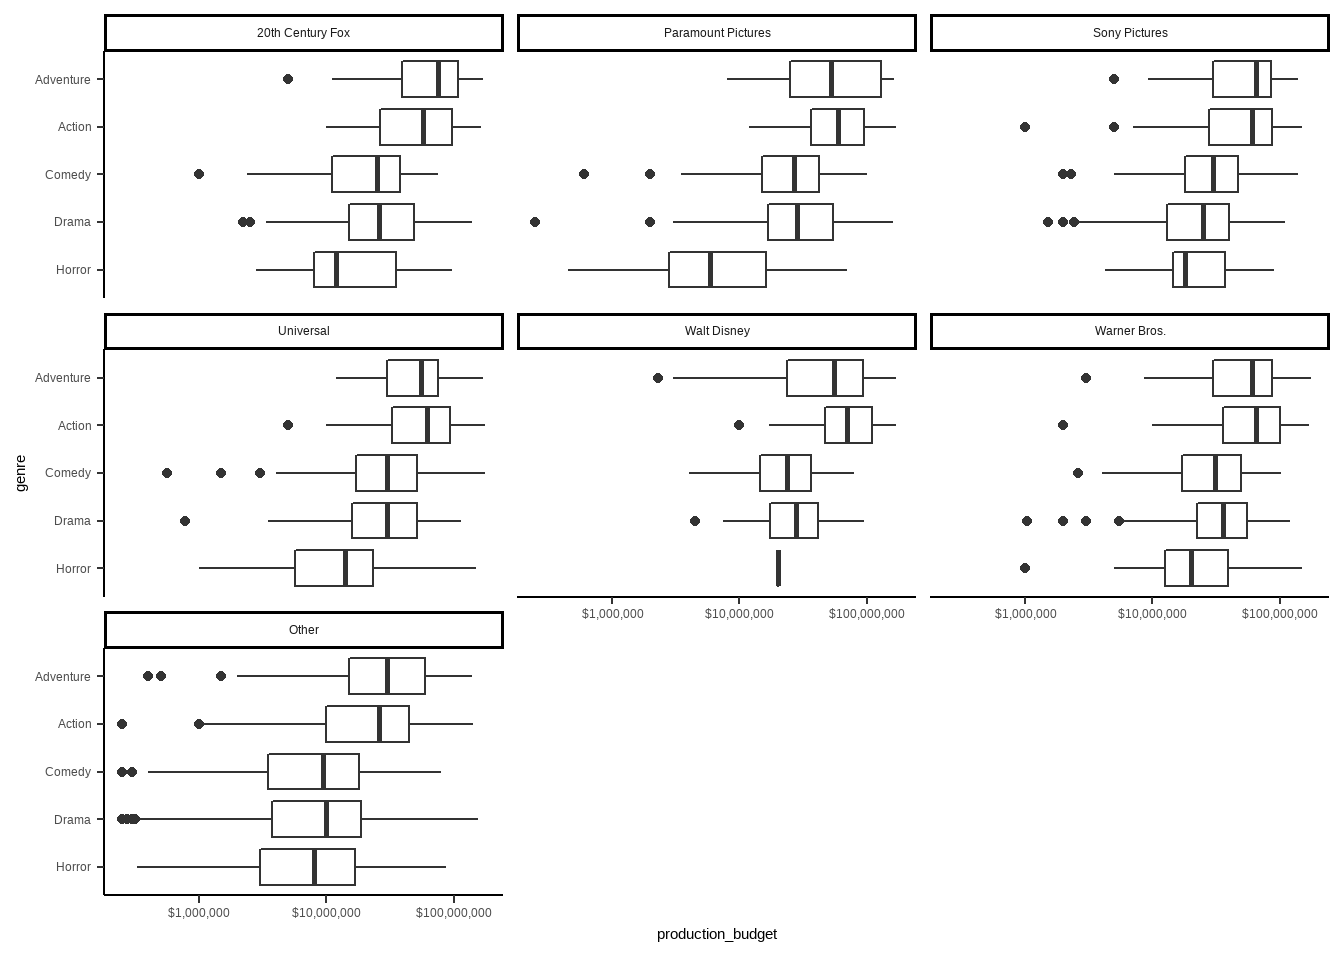 20th Century Fox
Paramount Pictures
Sony Pictures
Adventure
Action
Comedy
Drama
Horror
Universal
Walt Disney
Warner Bros.
Adventure
Action
Comedy
Drama
Horror
genre
$1,000,000 $10,000,000 $100,000,000
$1,000,000 $10,000,000 $100,000,000
Other
Adventure
Action
Comedy
Drama
Horror
$1,000,000 $10,000,000 $100,000,000
production_budget